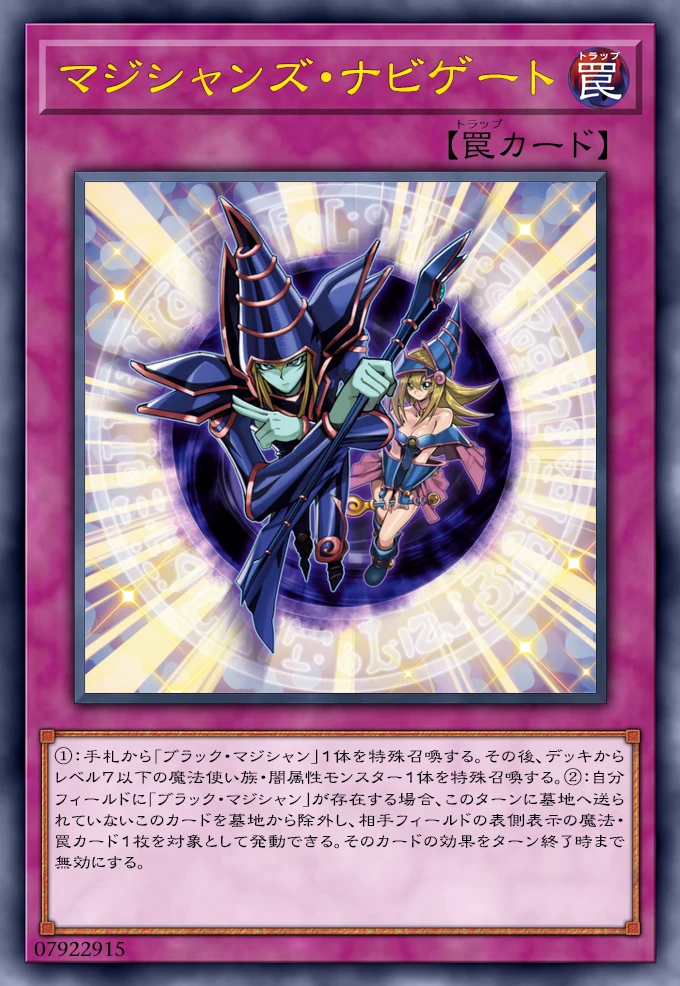 マジシャンズ・ナビゲート
トラップ
罠
トラップ
【罠カード】
①：手札から「ブラック・マジシャン」１体を特殊召喚する。その後、デッキから
レベル７以下の魔法使い族・闇属性モンスター１体を特殊召喚する。②：自分
フィールドに「ブラック・マジシャン」が存在する場合、このターンに墓地へ送ら
れていないこのカードを墓地から除外し、相手フィールドの表側表示の魔法・
罠カード１枚を対象として発動できる。そのカードの効果をターン終了時まで
無効にする。
07922915